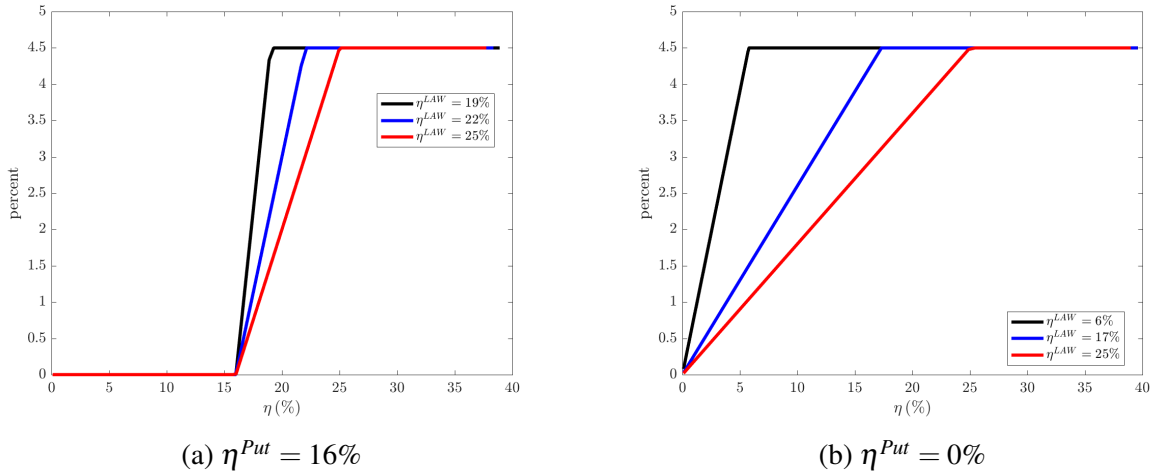 5
4.5
4
3.5
3
2.5
2
1.5
1
0.5
0
percent
0 5 10 15 20 25 30 35 40
η (%)
η^{LAW} = 19%
η^{LAW} = 22%
η^{LAW} = 25%
(a) η^{Put} = 16%
5
4.5
4
3.5
3
2.5
2
1.5
1
0.5
0
percent
0 5 10 15 20 25 30 35 40
η (%)
η^{LAW} = 6%
η^{LAW} = 17%
η^{LAW} = 25%
(b) η^{Put} = 0%